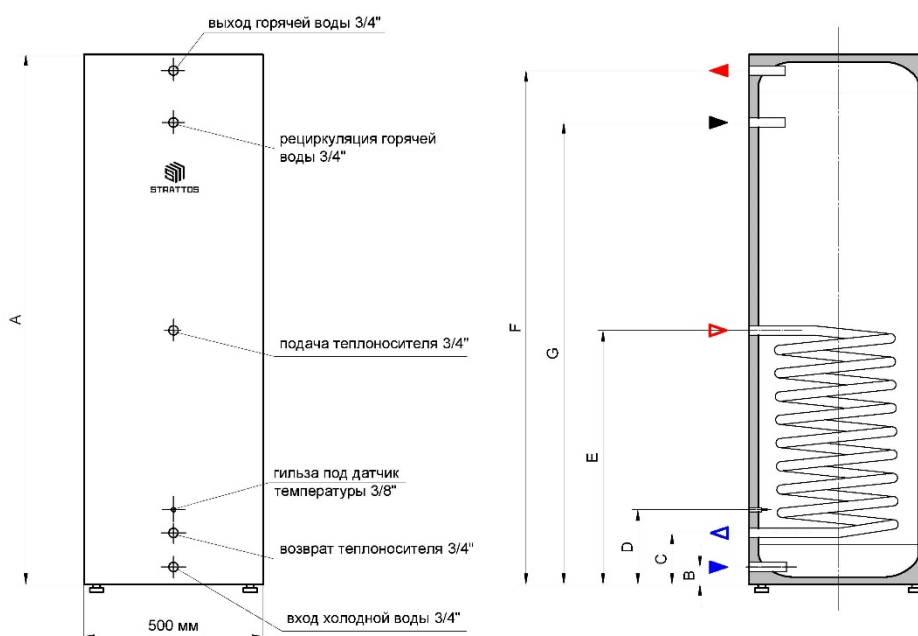 выход горячей воды 3/4"
рециркуляция горячей
воды 3/4"
STRATTOS
подача теплоносителя 3/4"
гильза под датчик
температуры 3/8"
возврат теплоносителя 3/4"
вход холодной воды 3/4"
500 мм
A
F
G
E
D
C
B